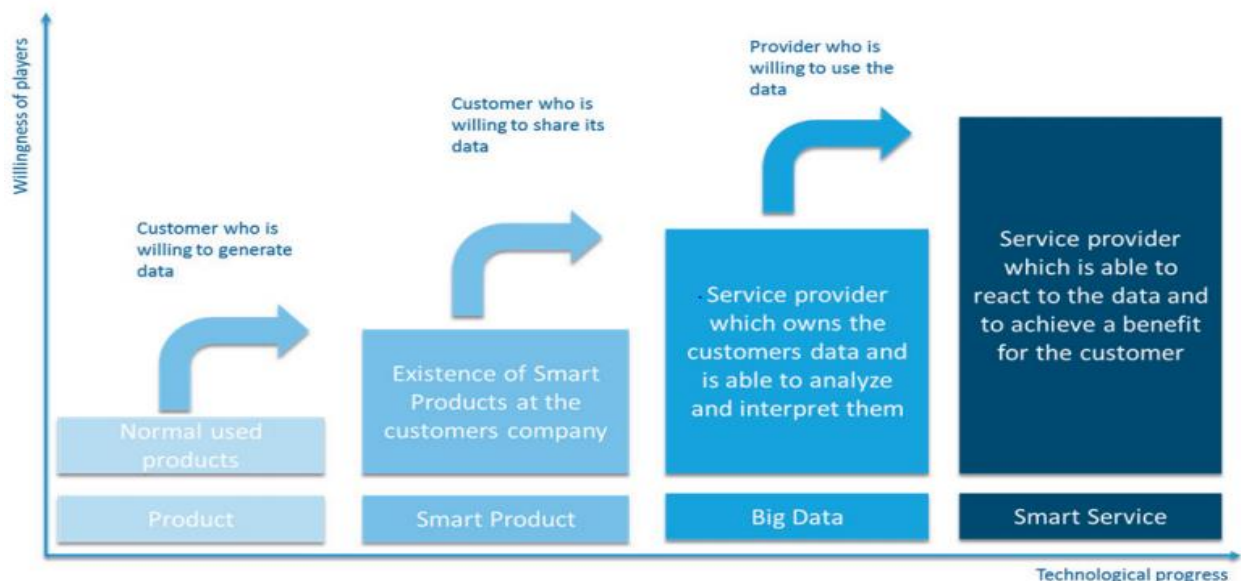 Willingness of players
Provider who is
willing to use the
data
Customer who is
willing to share its
data
Customer who is
willing to generate
data
Normal used
products
Existence of Smart
Products at the
customers company
Service provider
which owns the
customers data and
is able to analyze
and interpret them
Service provider
which is able to
react to the data and
to achieve a benefit
for the customer
Product
Smart Product
Big Data
Smart Service
Technological progress